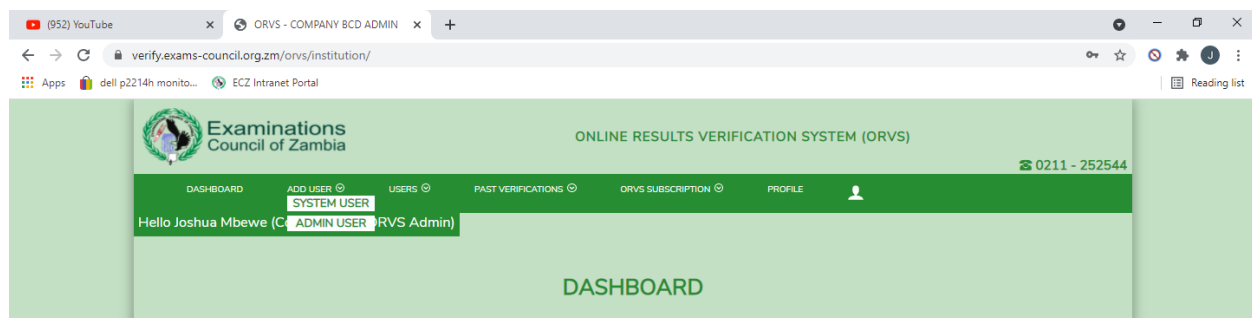 (952) YouTube
ORVS - COMPANY BCD ADMIN
verify.exams-council.org.zm/orvs/institution/
Apps dell p2214h monito... ECZ Intranet Portal Reading list
J
Examinations
Council of Zambia
ONLINE RESULTS VERIFICATION SYSTEM (ORVS)
0211 - 252544
DASHBOARD ADD USER USERS PAST VERIFICATIONS ORVS SUBSCRIPTION PROFILE
SYSTEM USER
Hello Joshua Mbewe (Co ADMIN USER ORVS Admin)
DASHBOARD